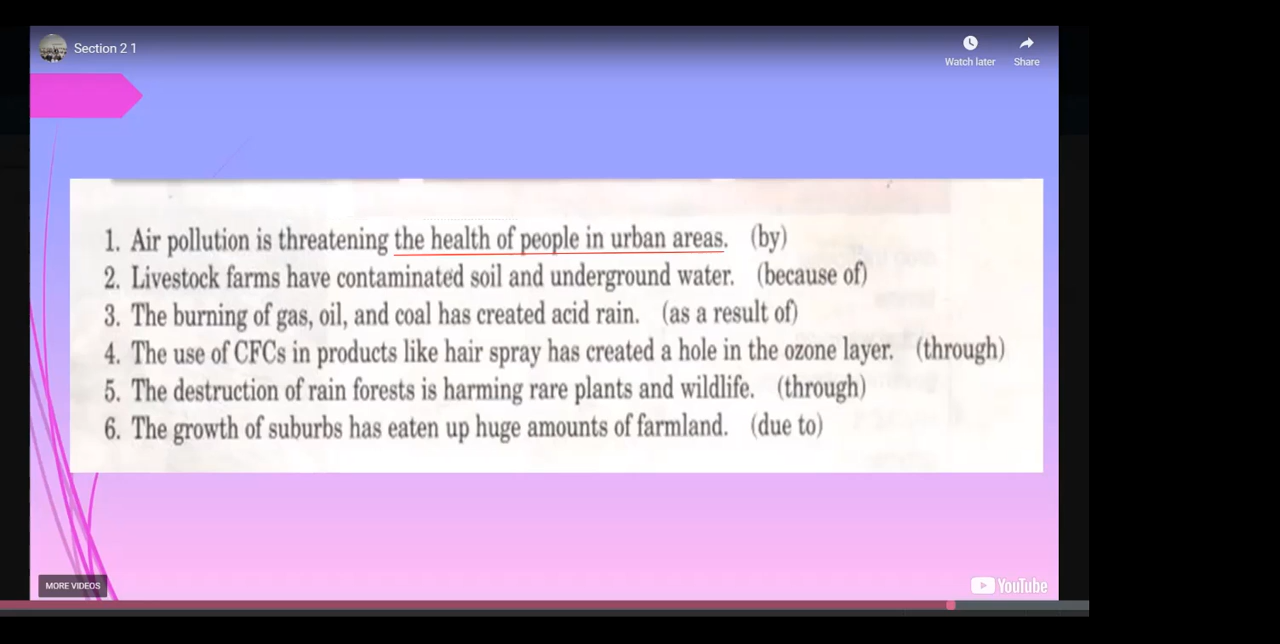 Section 2 1
Watch later
Share
1. Air pollution is threatening the health of people in urban areas. (by)
2. Livestock farms have contaminated soil and underground water. (because of)
3. The burning of gas, oil, and coal has created acid rain. (as a result of)
4. The use of CFCs in products like hair spray has created a hole in the ozone layer. (through)
5. The destruction of rain forests is harming rare plants and wildlife. (through)
6. The growth of suburbs has eaten up huge amounts of farmland. (due to)
MORE VIDEOS
YouTube